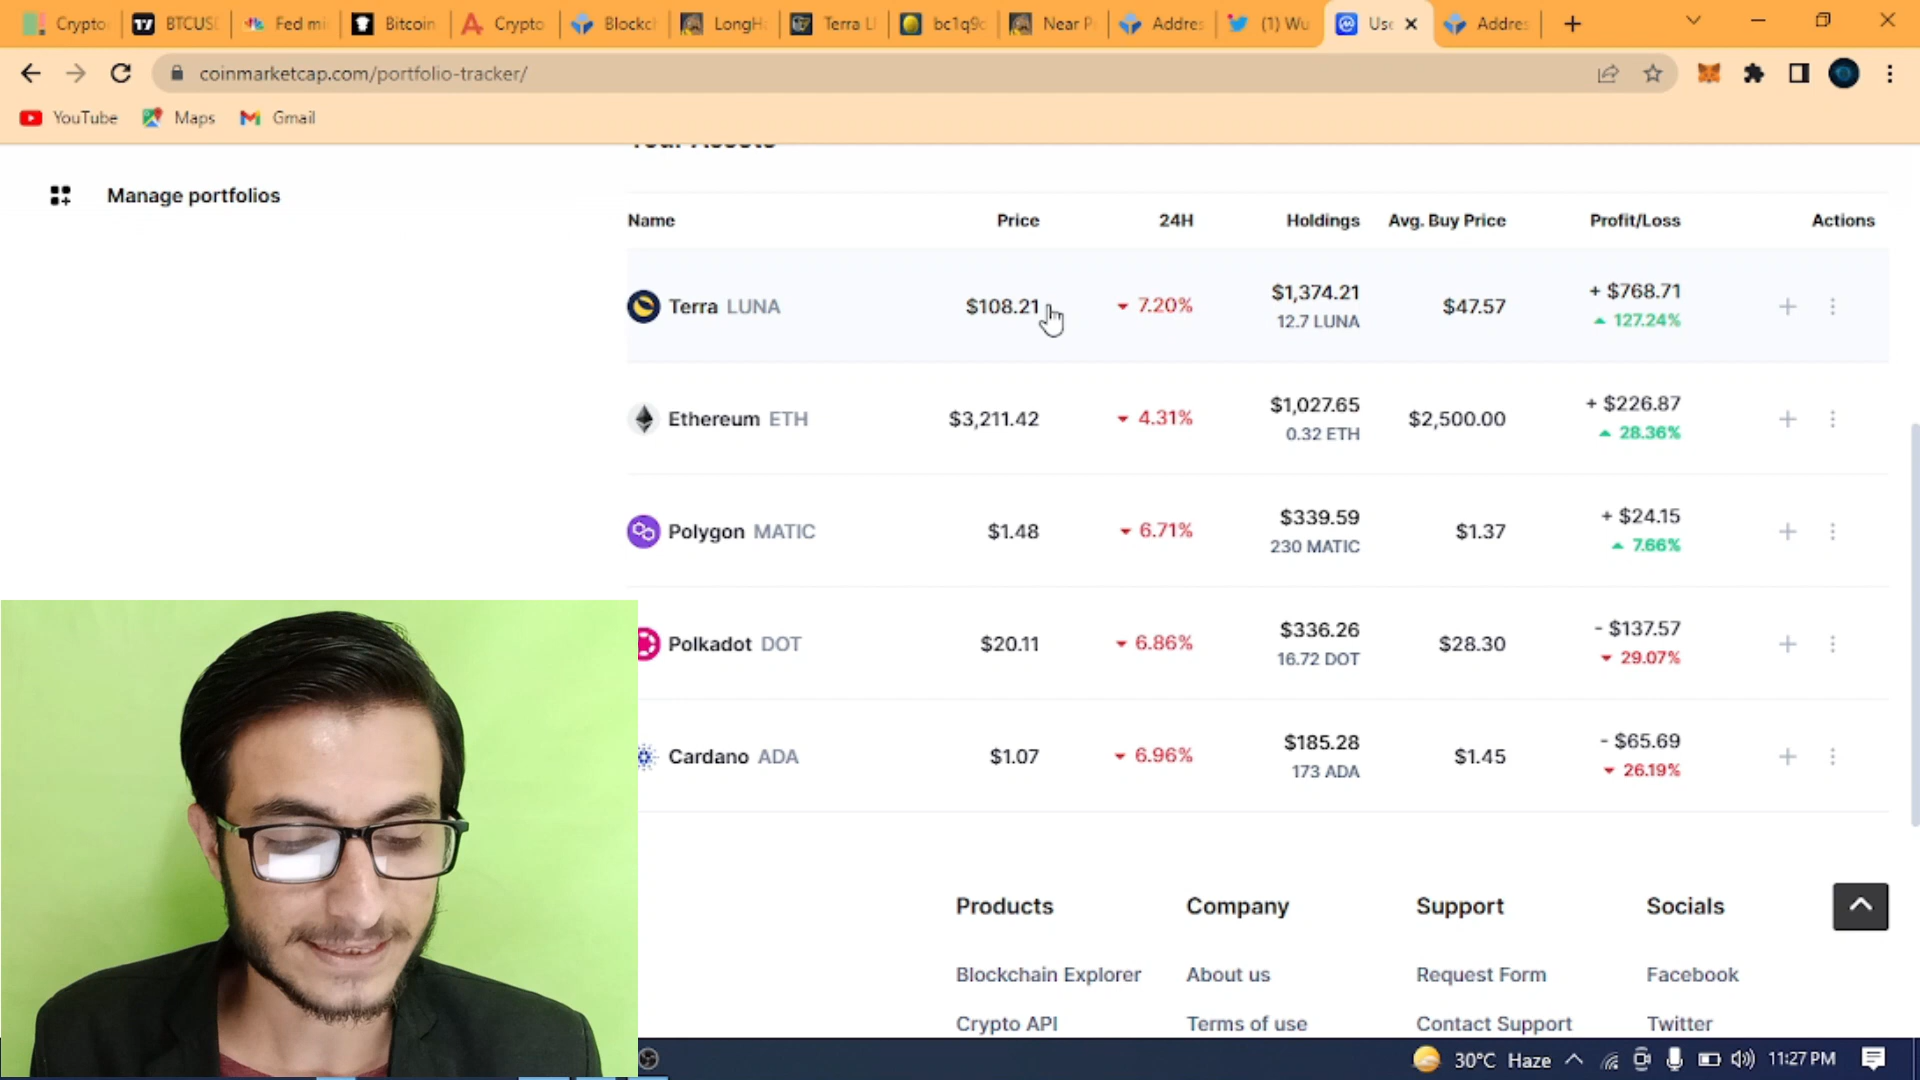 Crypto
BTCUS
Fed mi
Bitcoin
Crypto
Blockch
LongH
Terra L
bc1q9c
Near P
Addres
(1) Wu
Use
Addres
coinmarketcap.com/portfolio-tracker/
YouTube Maps Gmail
Your Assets
Manage portfolios
Name Price 24H Holdings Avg. Buy Price Profit/Loss Actions
Terra LUNA $108.21 7.20% $1,374.21 $47.57 + $768.71
12.7 LUNA 127.24%
Ethereum ETH $3,211.42 4.31% $1,027.65 $2,500.00 + $226.87
0.32 ETH 28.36%
Polygon MATIC $1.48 6.71% $339.59 $1.37 + $24.15
230 MATIC 7.66%
Polkadot DOT $20.11 6.86% $336.26 $28.30 - $137.57
16.72 DOT 29.07%
Cardano ADA $1.07 6.96% $185.28 $1.45 - $65.69
173 ADA 26.19%
Products Company Support Socials
Blockchain Explorer About us Request Form Facebook
Crypto API Terms of use Contact Support Twitter
30°C Haze 11:27 PM